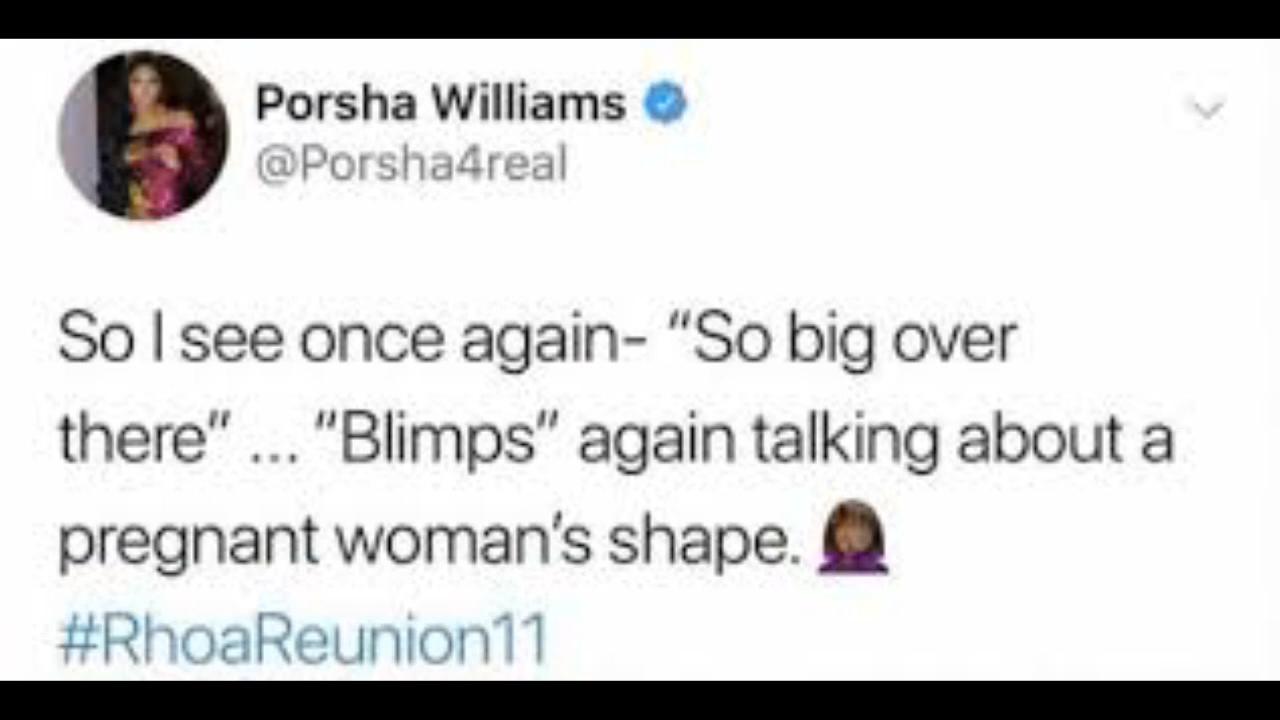 Porsha Williams
@Porsha4real
So I see once again- “So big over
there” ... “Blimps” again talking about a
pregnant woman’s shape. 🤦🏾‍♀️
#RhoaReunion11